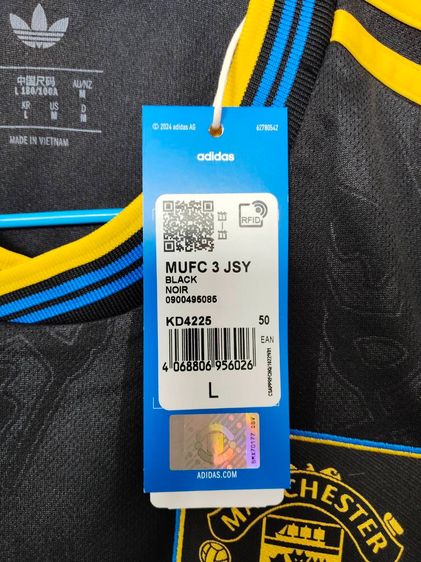 中国尺码
L 180/100A
AU/NZ
M
KR
L
US
M
D
M
MADE IN VIETNAM
© 2024 adidas AG
62780542
adidas
RFID
MUFC 3 JSY
BLACK
NOIR
0900495085
KD4225
50
EAN
4 068806 956026
L
ADIDAS.COM
MANCHESTER